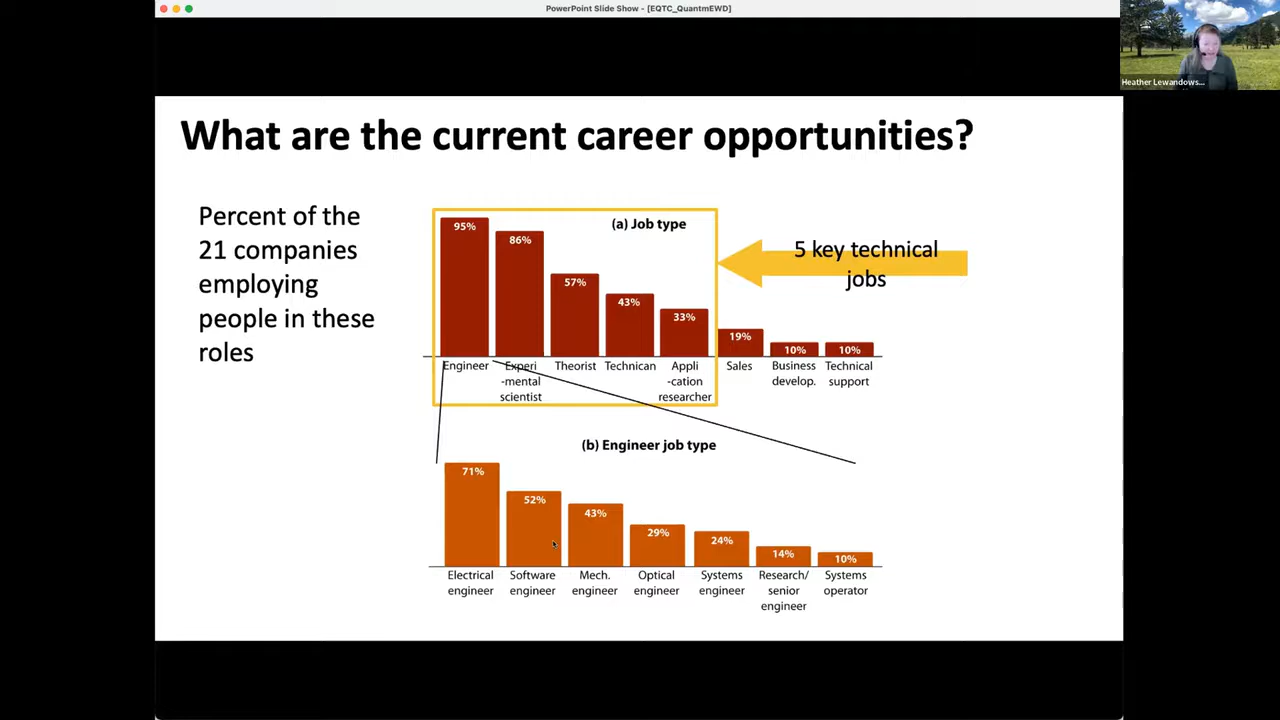 PowerPoint Slide Show - [EQTC_QuantmEWD]
Heather Lewandows...
What are the current career opportunities?
Percent of the
21 companies
employing
people in these
roles
(a) Job type
95%
86%
57%
43%
33%
19%
10%
10%
Engineer
Experi
-mental
scientist
Theorist
Technican
Appli
-cation
researcher
Sales
Business
develop.
Technical
support
5 key technical
jobs
(b) Engineer job type
71%
52%
43%
29%
24%
14%
10%
Electrical
engineer
Software
engineer
Mech.
engineer
Optical
engineer
Systems
engineer
Research/
senior
engineer
Systems
operator